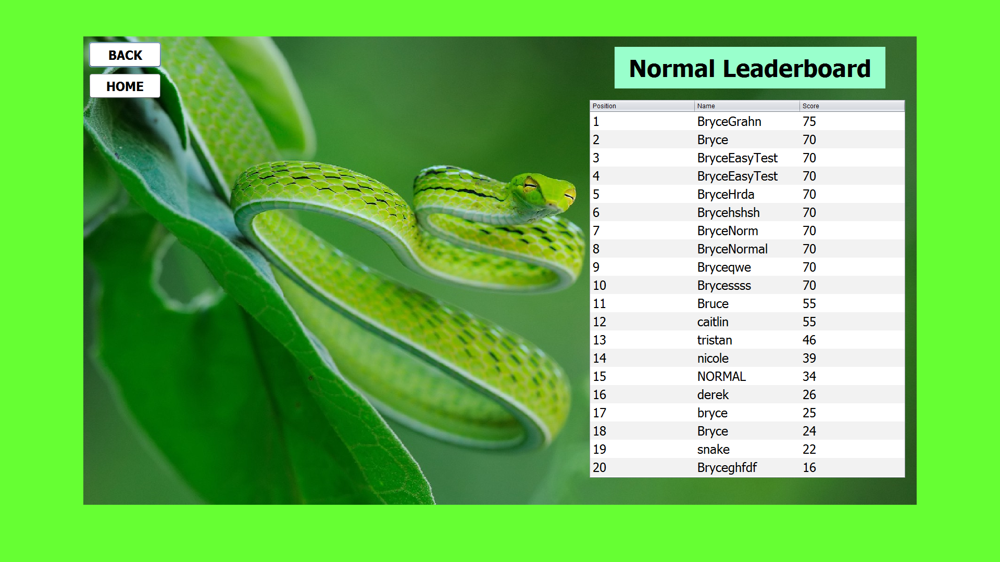 BACK
HOME
Normal Leaderboard
Position Name Score
1 BryceGrahn 75
2 Bryce 70
3 BryceEasyTest 70
4 BryceEasyTest 70
5 BryceHrda 70
6 Brycehshsh 70
7 BryceNorm 70
8 BryceNormal 70
9 Bryceqwe 70
10 Brycessss 70
11 Bruce 55
12 caitlin 55
13 tristan 46
14 nicole 39
15 NORMAL 34
16 derek 26
17 bryce 25
18 Bryce 24
19 snake 22
20 Bryceghfdf 16